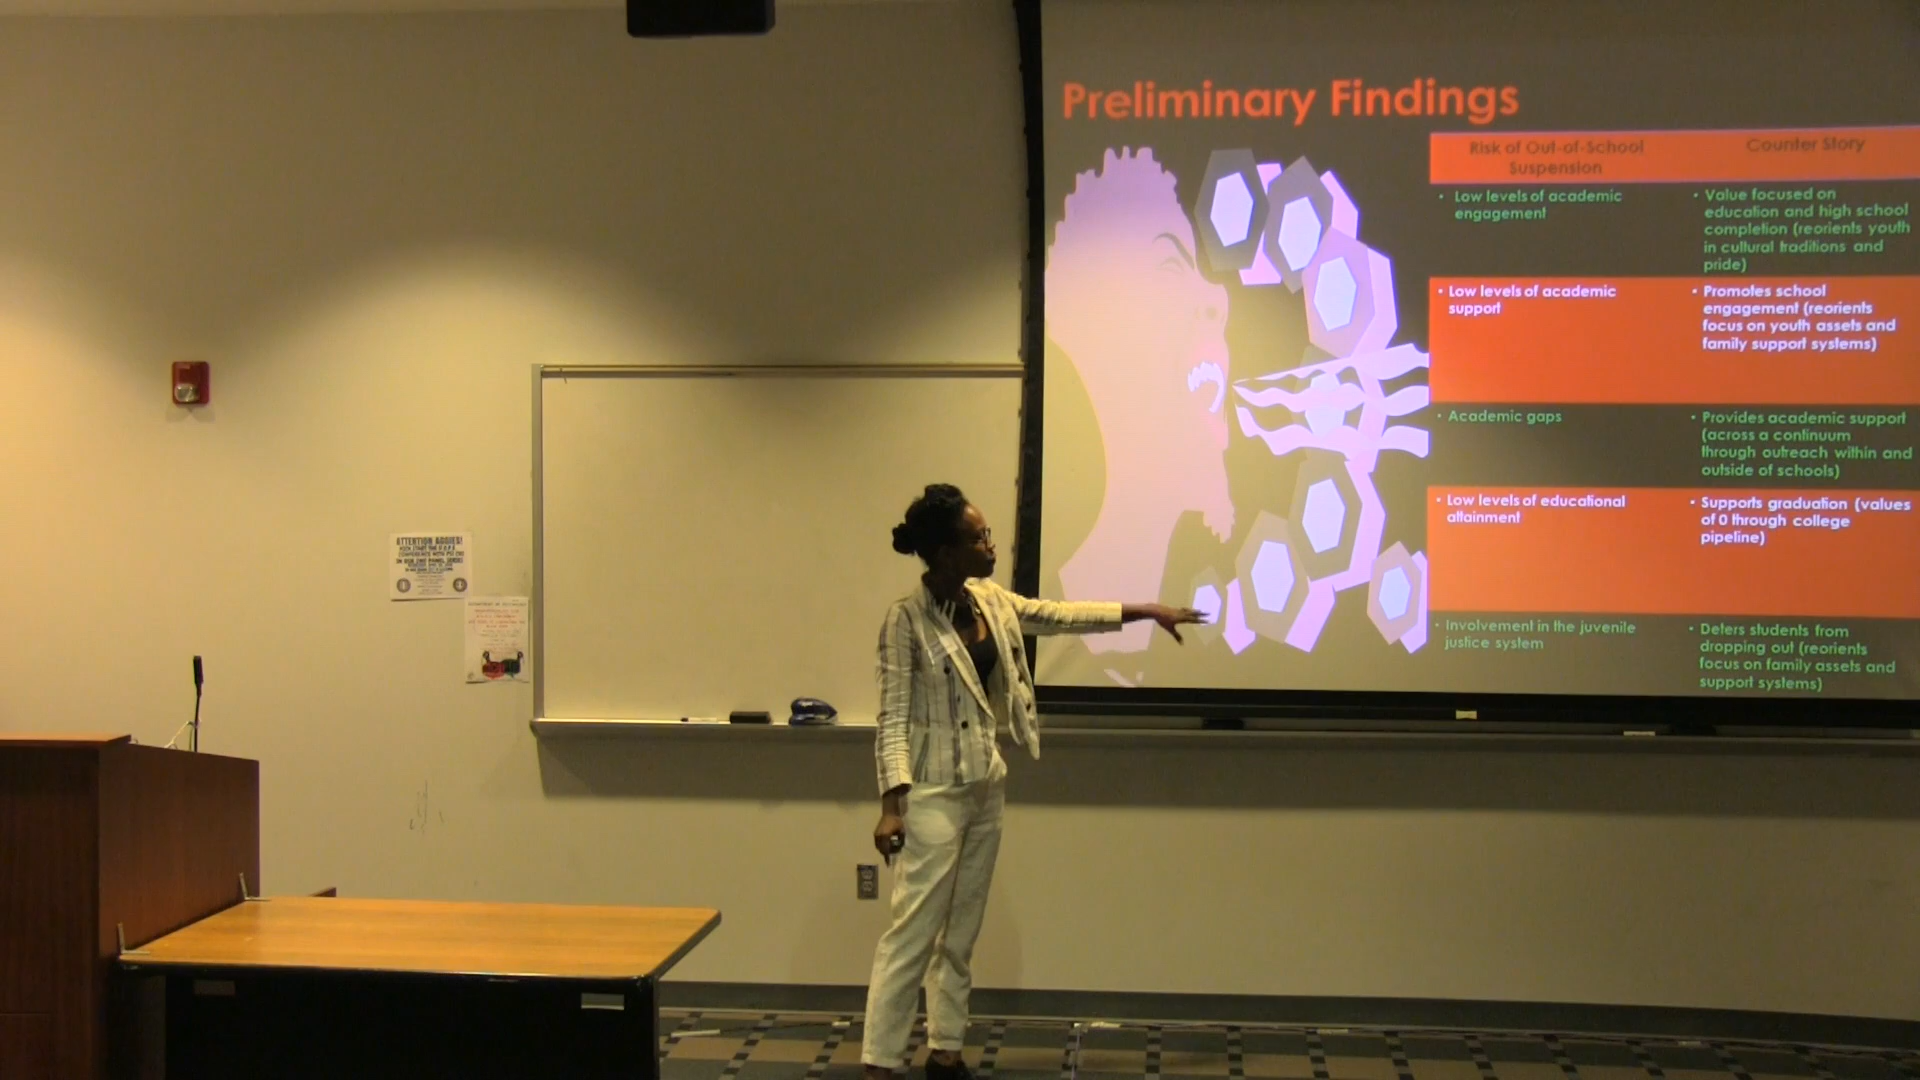 Preliminary Findings
Risk of Out-of-School
Suspension
Counter Story
• Low levels of academic
engagement
• Value focused on
education and high school
completion (reorients youth
in cultural traditions and
pride)
• Low levels of academic
support
• Promotes school
engagement (reorients
focus on youth assets and
family support systems)
• Academic gaps
• Provides academic support
(across a continuum
through outreach within and
outside of schools)
• Low levels of educational
attainment
• Supports graduation (values
of 0 through college
pipeline)
• Involvement in the juvenile
justice system
• Deters students from
dropping out (reorients
focus on family assets and
support systems)
ATTENTION AGGIES!